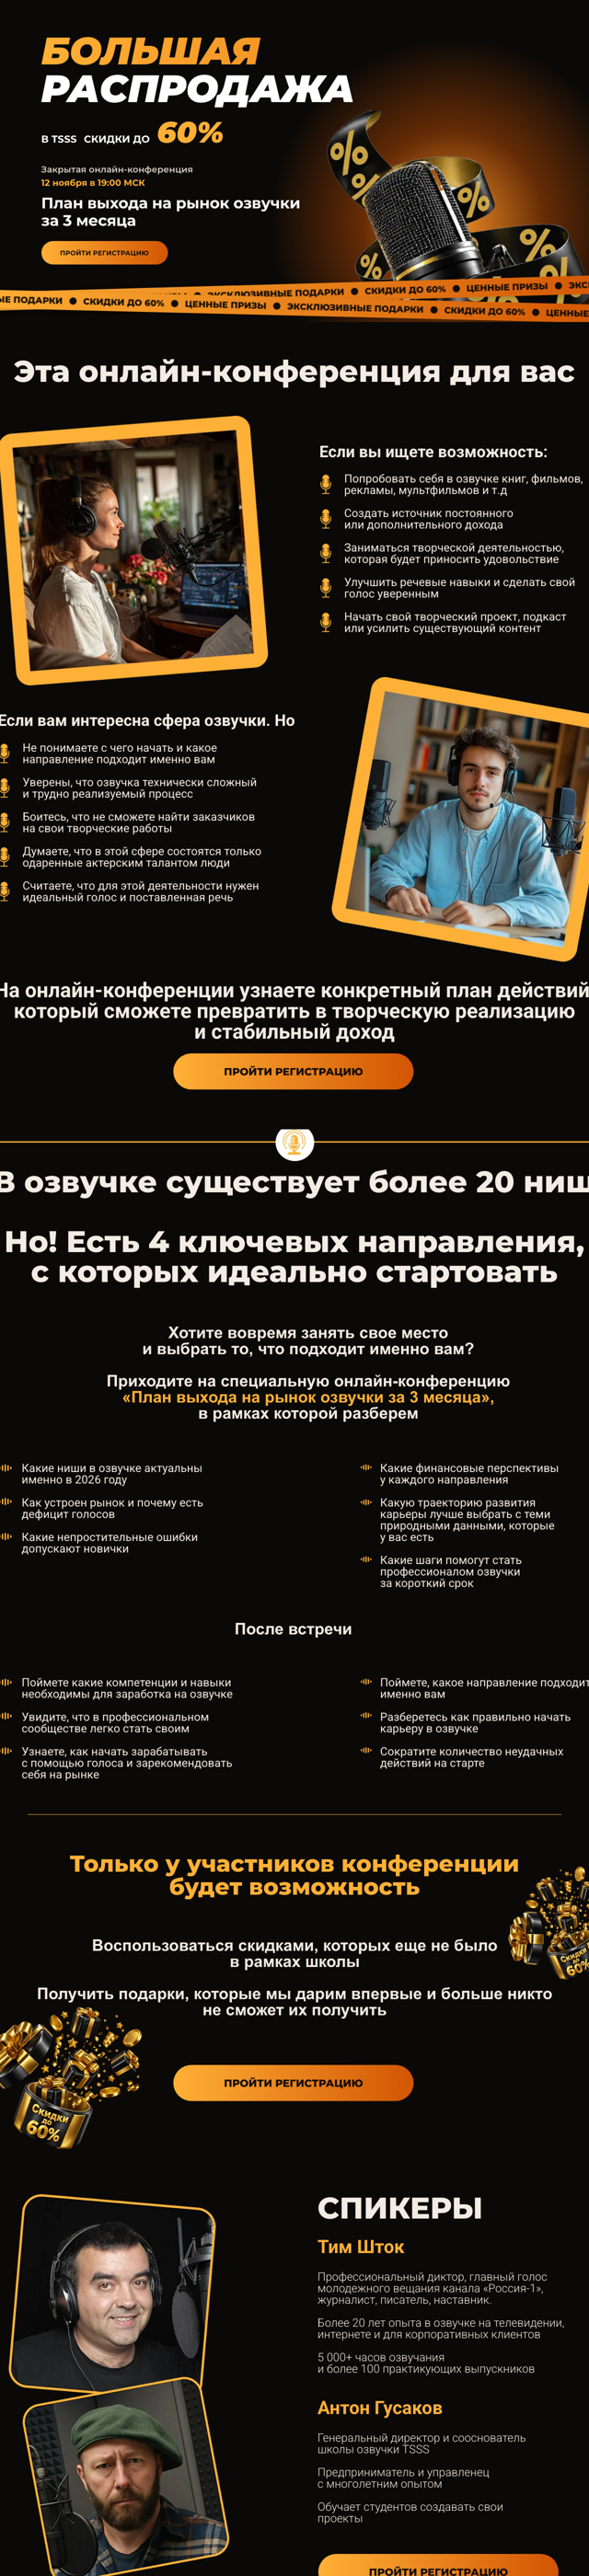 БОЛЬШАЯ
РАСПРОДАЖА
В TSSS СКИДКИ ДО 60%
Закрытая онлайн-конференция
12 ноября в 19:00 МСК
План выхода на рынок озвучки
за 3 месяца
ПРОЙТИ РЕГИСТРАЦИЮ
ЭКСКЛЮЗИВНЫЕ ПОДАРКИ ● СКИДКИ ДО 60% ● ЦЕННЫЕ ПРИЗЫ ●
ПОДАРКИ ● СКИДКИ ДО 60% ● ЦЕННЫЕ ПРИЗЫ ● ЭКСКЛЮЗИВНЫЕ ПОДАРКИ ● СКИДКИ ДО 60% ● ЦЕННЫЕ
Эта онлайн-конференция для вас
Если вы ищете возможность:
Попробовать себя в озвучке книг, фильмов,
рекламы, мультфильмов и т.д
Создать источник постоянного
или дополнительного дохода
Заниматься творческой деятельностью,
которая будет приносить удовольствие
Улучшить речевые навыки и сделать свой
голос уверенным
Начать свой творческий проект, подкаст
или усилить существующий контент
Если вам интересна сфера озвучки. Но
Не понимаете с чего начать и какое
направление подходит именно вам
Уверены, что озвучка технически сложный
и трудно реализуемый процесс
Боитесь, что не сможете найти заказчиков
на свои творческие работы
Думаете, что в этой сфере состоятся только
одаренные актерским талантом люди
Считаете, что для этой деятельности нужен
идеальный голос и поставленная речь
На онлайн-конференции узнаете конкретный план действий
который сможете превратить в творческую реализацию
и стабильный доход
ПРОЙТИ РЕГИСТРАЦИЮ
В озвучке существует более 20 ниш
Но! Есть 4 ключевых направления,
с которых идеально стартовать
Хотите вовремя занять свое место
и выбрать то, что подходит именно вам?
Приходите на специальную онлайн-конференцию
«План выхода на рынок озвучки за 3 месяца»,
в рамках которой разберем
Какие ниши в озвучке актуальны
именно в 2026 году
Как устроен рынок и почему есть
дефицит голосов
Какие непростительные ошибки
допускают новички
Какие финансовые перспективы
у каждого направления
Какую траекторию развития
карьеры лучше выбрать с теми
природными данными, которые
у вас есть
Какие шаги помогут стать
профессионалом озвучки
за короткий срок
После встречи
Поймете какие компетенции и навыки
необходимы для заработка на озвучке
Увидите, что в профессиональном
сообществе легко стать своим
Узнаете, как начать зарабатывать
с помощью голоса и зарекомендовать
себя на рынке
Поймете, какое направление подходит
именно вам
Разберетесь как правильно начать
карьеру в озвучке
Сократите количество неудачных
действий на старте
Только у участников конференции
будет возможность
Воспользоваться скидками, которых еще не было
в рамках школы
Получить подарки, которые мы дарим впервые и больше никто
не сможет их получить
Скидки
до
60%
Скидки
до
60%
ПРОЙТИ РЕГИСТРАЦИЮ
СПИКЕРЫ
Тим Шток
Профессиональный диктор, главный голос
молодежного вещания канала «Россия-1»,
журналист, писатель, наставник.
Более 20 лет опыта в озвучке на телевидении,
интернете и для корпоративных клиентов
5 000+ часов озвучания
и более 100 практикующих выпускников
Антон Гусаков
Генеральный директор и сооснователь
школы озвучки TSSS
Предприниматель и управленец
с многолетним опытом
Обучает студентов создавать свои
проекты
ПРОЙТИ РЕГИСТРАЦИЮ